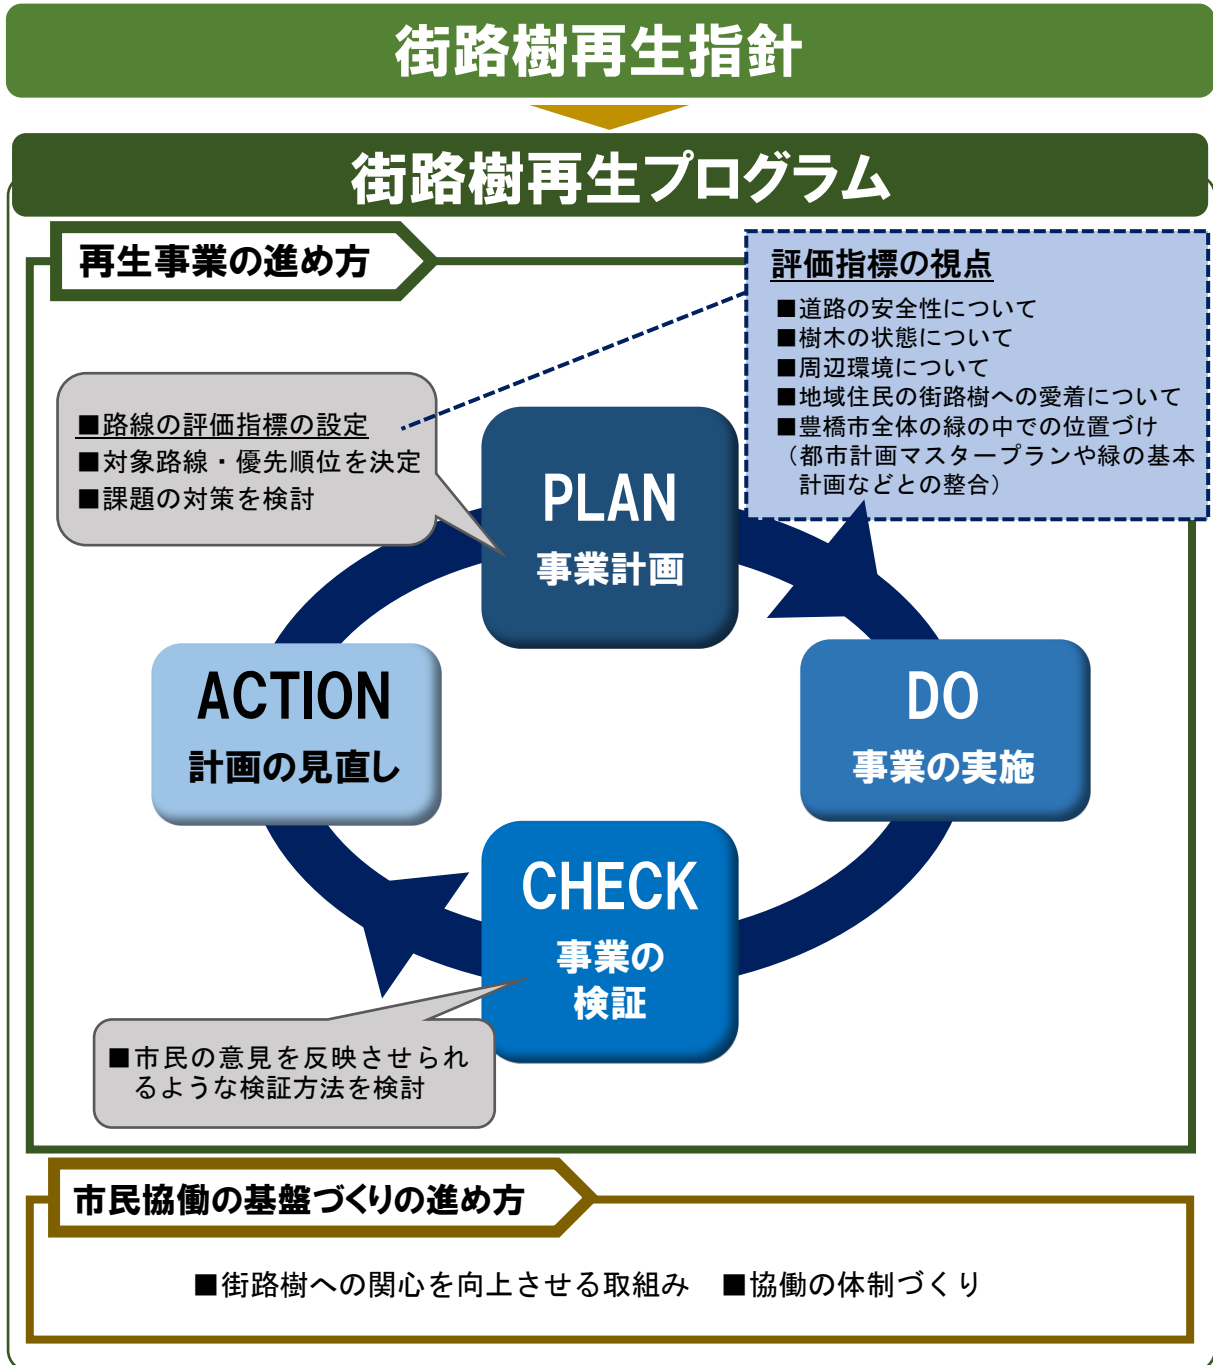 街路樹再生指針
街路樹再生プログラム
再生事業の進め方
評価指標の視点
■道路の安全性について
■樹木の状態について
■周辺環境について
■地域住民の街路樹への愛着について
■豊橋市全体の緑の中での位置づけ
（都市計画マスタープランや緑の基本
計画などとの整合）
■路線の評価指標の設定
■対象路線・優先順位を決定
■課題の対策を検討
PLAN
事業計画
ACTION
計画の見直し
DO
事業の実施
CHECK
事業の
検証
■市民の意見を反映させられ
るような検証方法を検討
市民協働の基盤づくりの進め方
■街路樹への関心を向上させる取組み　■協働の体制づくり